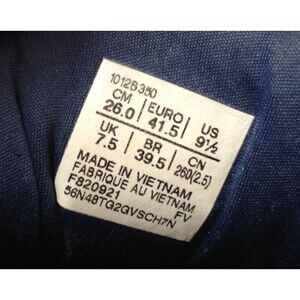 1012B350
CM EURO US
26.0 41.5 9½
UK BR CN
7.5 39.5 260(2.5)
MADE IN VIETNAM
FABRIQUE AU VIETNAM
F820921 FV
56N48TG2GVSCH7N